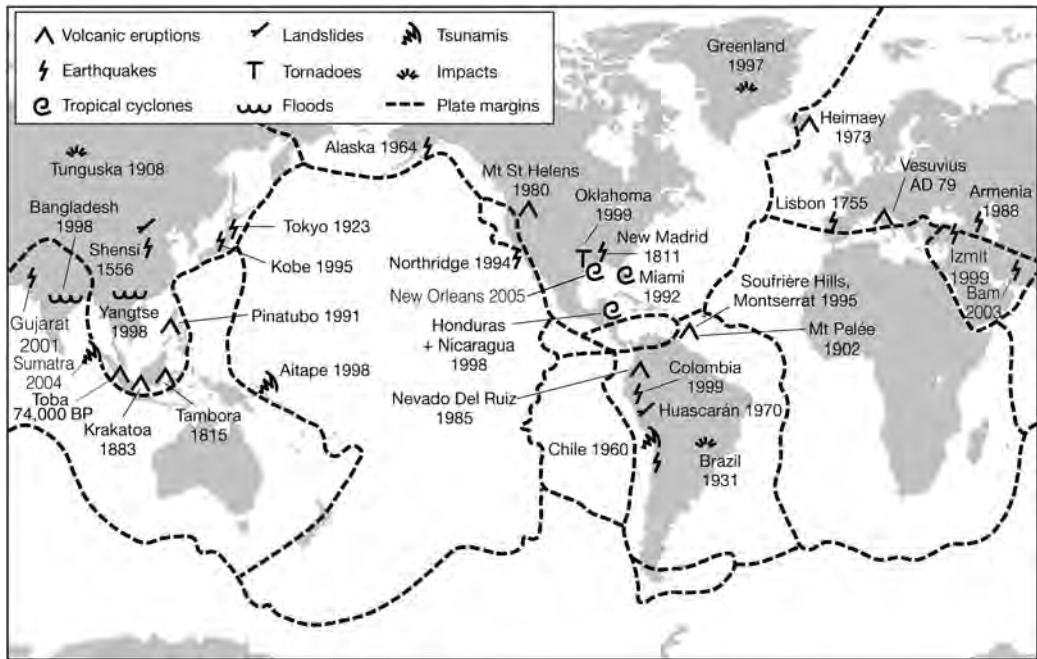 Volcanic eruptions
Landslides
Tsunamis
Earthquakes
Tornadoes
Impacts
Tropical cyclones
Floods
Plate margins
Greenland
1997
Heimaey
1973
Alaska 1964
Tunguska 1908
Mt St Helens
1980
Oklahoma
1999
Vesuvius
AD 79
Armenia
1988
Bangladesh
1998
Lisbon 1755
Tokyo 1923
New Madrid
1811
Shensi
1556
Kobe 1995
Northridge 1994
Miami
1992
Izmit
1999
Soufrière Hills,
Montserrat 1995
Bam
2003
New Orleans 2005
Yangtse
1998
Pinatubo 1991
Gujarat
2001
Honduras
+ Nicaragua
1998
Mt Pelée
1902
Sumatra
2004
Aitape 1998
Colombia
1999
Toba
74,000 BP
Nevado Del Ruiz
1985
Huascarán 1970
Tambora
1815
Krakatoa
1883
Chile 1960
Brazil
1931